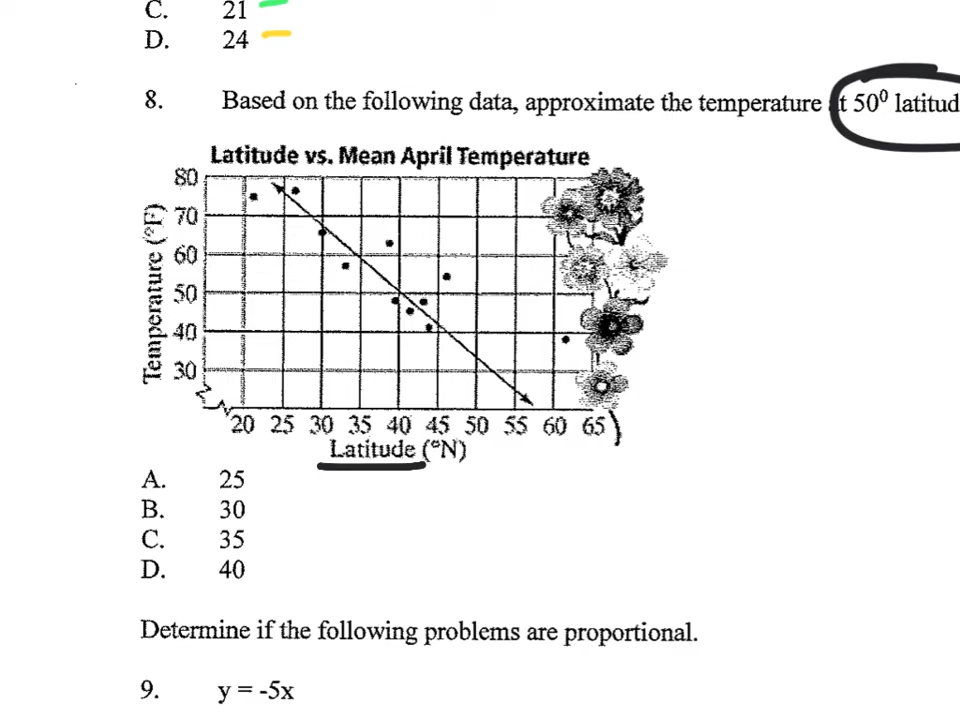 C. 21
D. 24
8. Based on the following data, approximate the temperature t 50⁰ latitud
Latitude vs. Mean April Temperature
80
70
60
50
40
30
Temperature (°F)
20 25 30 35 40 45 50 55 60 65
Latitude (°N)
A. 25
B. 30
C. 35
D. 40
Determine if the following problems are proportional.
9. y = -5x